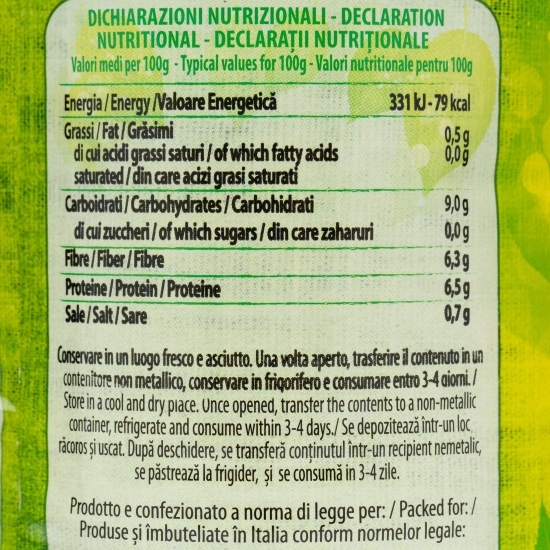 DICHIARAZIONI NUTRIZIONALI - DECLARATION
NUTRITIONAL - DECLARAȚII NUTRIȚIONALE
Valori medi per 100g - Typical values for 100g - Valori nutritionale pentru 100g
Energia / Energy / Valoare Energetică 331 kJ - 79 kcal
Grassi / Fat / Grăsimi 0,5 g
di cui acidi grassi saturi / of which fatty acids 0,0 g
saturated / din care acizi grasi saturati
Carboidrati / Carbohydrates / Carbohidrati 9,0 g
di cui zuccheri / of which sugars / din care zaharuri 0,0 g
Fibre / Fiber / Fibre 6,3 g
Proteine / Protein / Proteine 6,5 g
Sale / Salt / Sare 0,7 g
Conservare in un luogo fresco e asciutto. Una volta aperto, trasferire il contenuto in un
contenitore non metallico, conservare in frigorifero e consumare entro 3-4 giorni. /
Store in a cool and dry place. Once opened, transfer the contents to a non-metallic
container, refrigerate and consume within 3-4 days./ Se depozitează într-un loc
răcoros și uscat. După deschidere, se transferă conținutul într-un recipient nemetalic,
se păstrează la frigider, și se consumă in 3-4 zile.
Prodotto e confezionato a norma di legge per: / Packed for: /
Produse și îmbuteliate în Italia conform normelor legale: